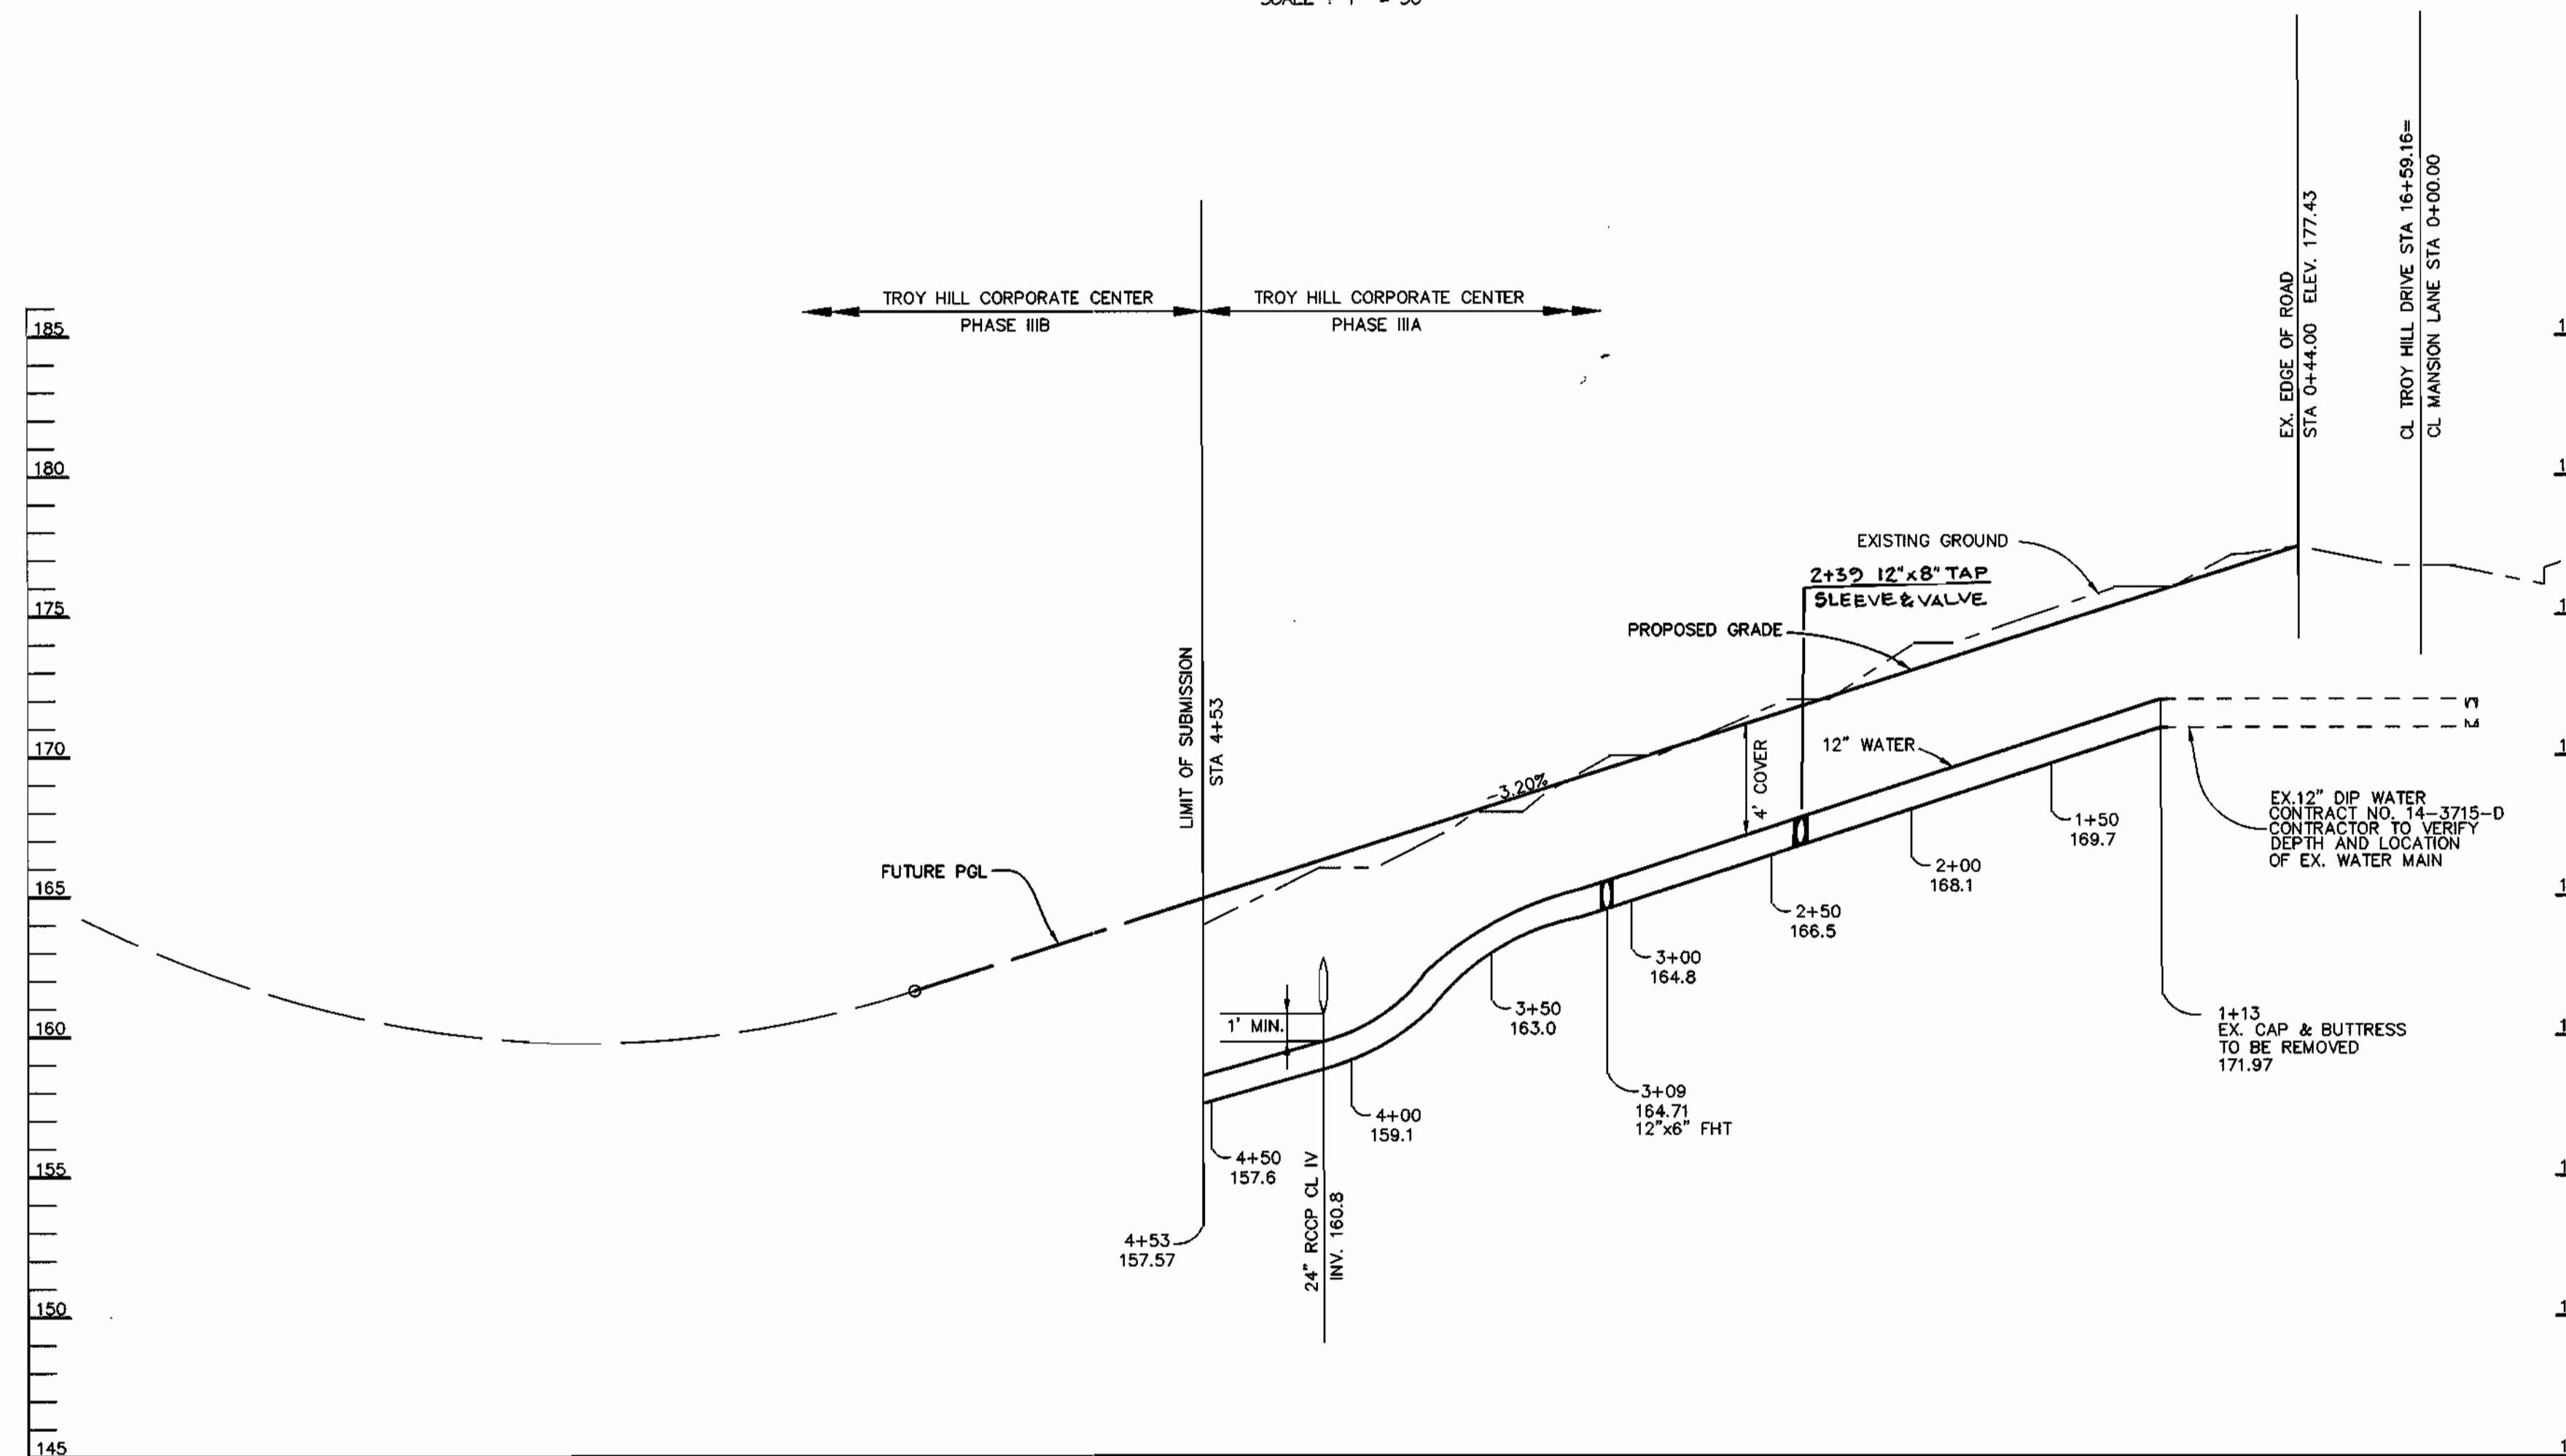 TROY HILL CORPORATE CENTER
PHASE IIIB
TROY HILL CORPORATE CENTER
PHASE IIIA
EX. EDGE OF ROAD
STA 0+44.00 ELEV. 177.43
CL TROY HILL DRIVE STA 16+59.16=
CL MANSION LANE STA 0+00.00
185
180
175
170
165
160
155
150
145
LIMIT OF SUBMISSION
STA 4+53
EXISTING GROUND
2+39 12"x8" TAP
SLEEVE & VALVE
PROPOSED GRADE
-3.20%
4' COVER
12" WATER
FUTURE PGL
1' MIN.
EX.12" DIP WATER
CONTRACT NO. 14-3715-D
CONTRACTOR TO VERIFY
DEPTH AND LOCATION
OF EX. WATER MAIN
1+50
169.7
2+00
168.1
2+50
166.5
3+00
164.8
3+50
163.0
1+13
EX. CAP & BUTTRESS
TO BE REMOVED
171.97
3+09
164.71
12"x6" FHT
4+00
159.1
4+50
157.6
4+53
157.57
24" RCCP CL IV
INV. 160.8